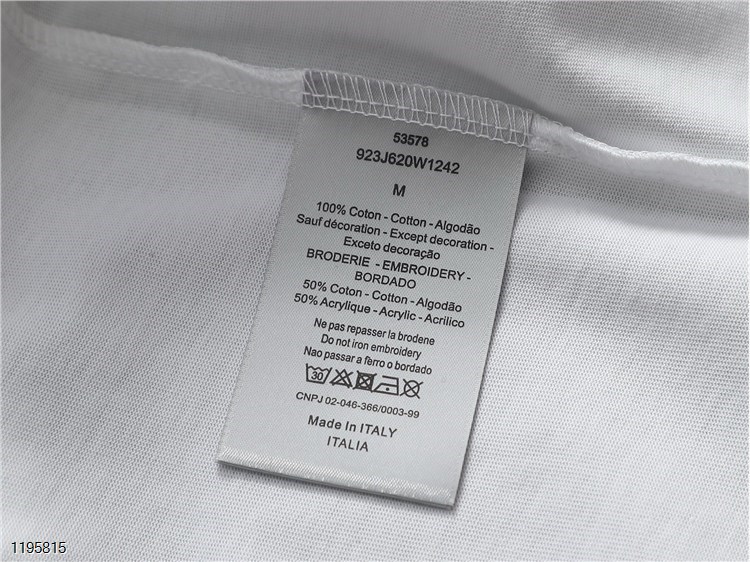 53578
923J620W1242
M
100% Coton - Cotton - Algodão
Sauf décoration - Except decoration -
Exceto decoração
BRODERIE - EMBROIDERY -
BORDADO
50% Coton - Cotton - Algodão
50% Acrylique - Acrylic - Acrilico
Ne pas repasser la brodene
Do not iron embroidery
Nao passar a ferro o bordado
30
CNPJ 02-046-366/0003-99
Made In ITALY
ITALIA
1195815